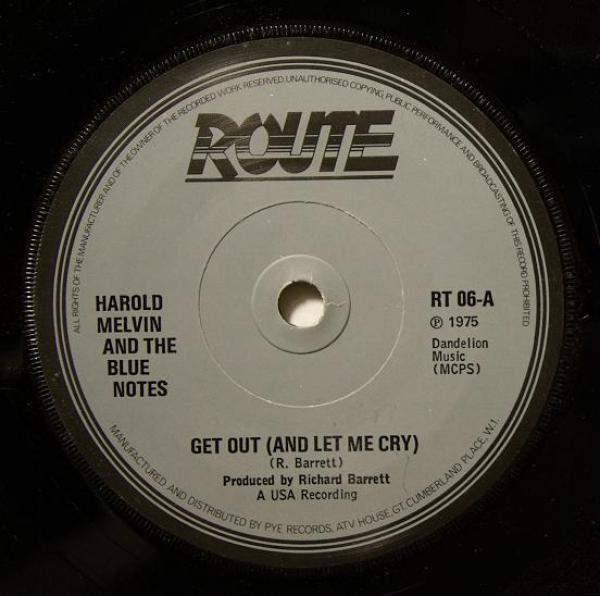 ALL RIGHTS OF THE MANUFACTURER AND OF THE OWNER OF THE RECORDED WORK RESERVED. UNAUTHORISED COPYING, PUBLIC PERFORMANCE AND BROADCASTING OF THIS RECORD PROHIBITED
ROUTE
HAROLD
MELVIN
AND THE
BLUE
NOTES
RT 06-A
℗ 1975
Dandelion
Music
(MCPS)
GET OUT (AND LET ME CRY)
(R. Barrett)
Produced by Richard Barrett
A USA Recording
MANUFACTURED AND DISTRIBUTED BY PYE RECORDS, ATV HOUSE, GT. CUMBERLAND PLACE, W.1.